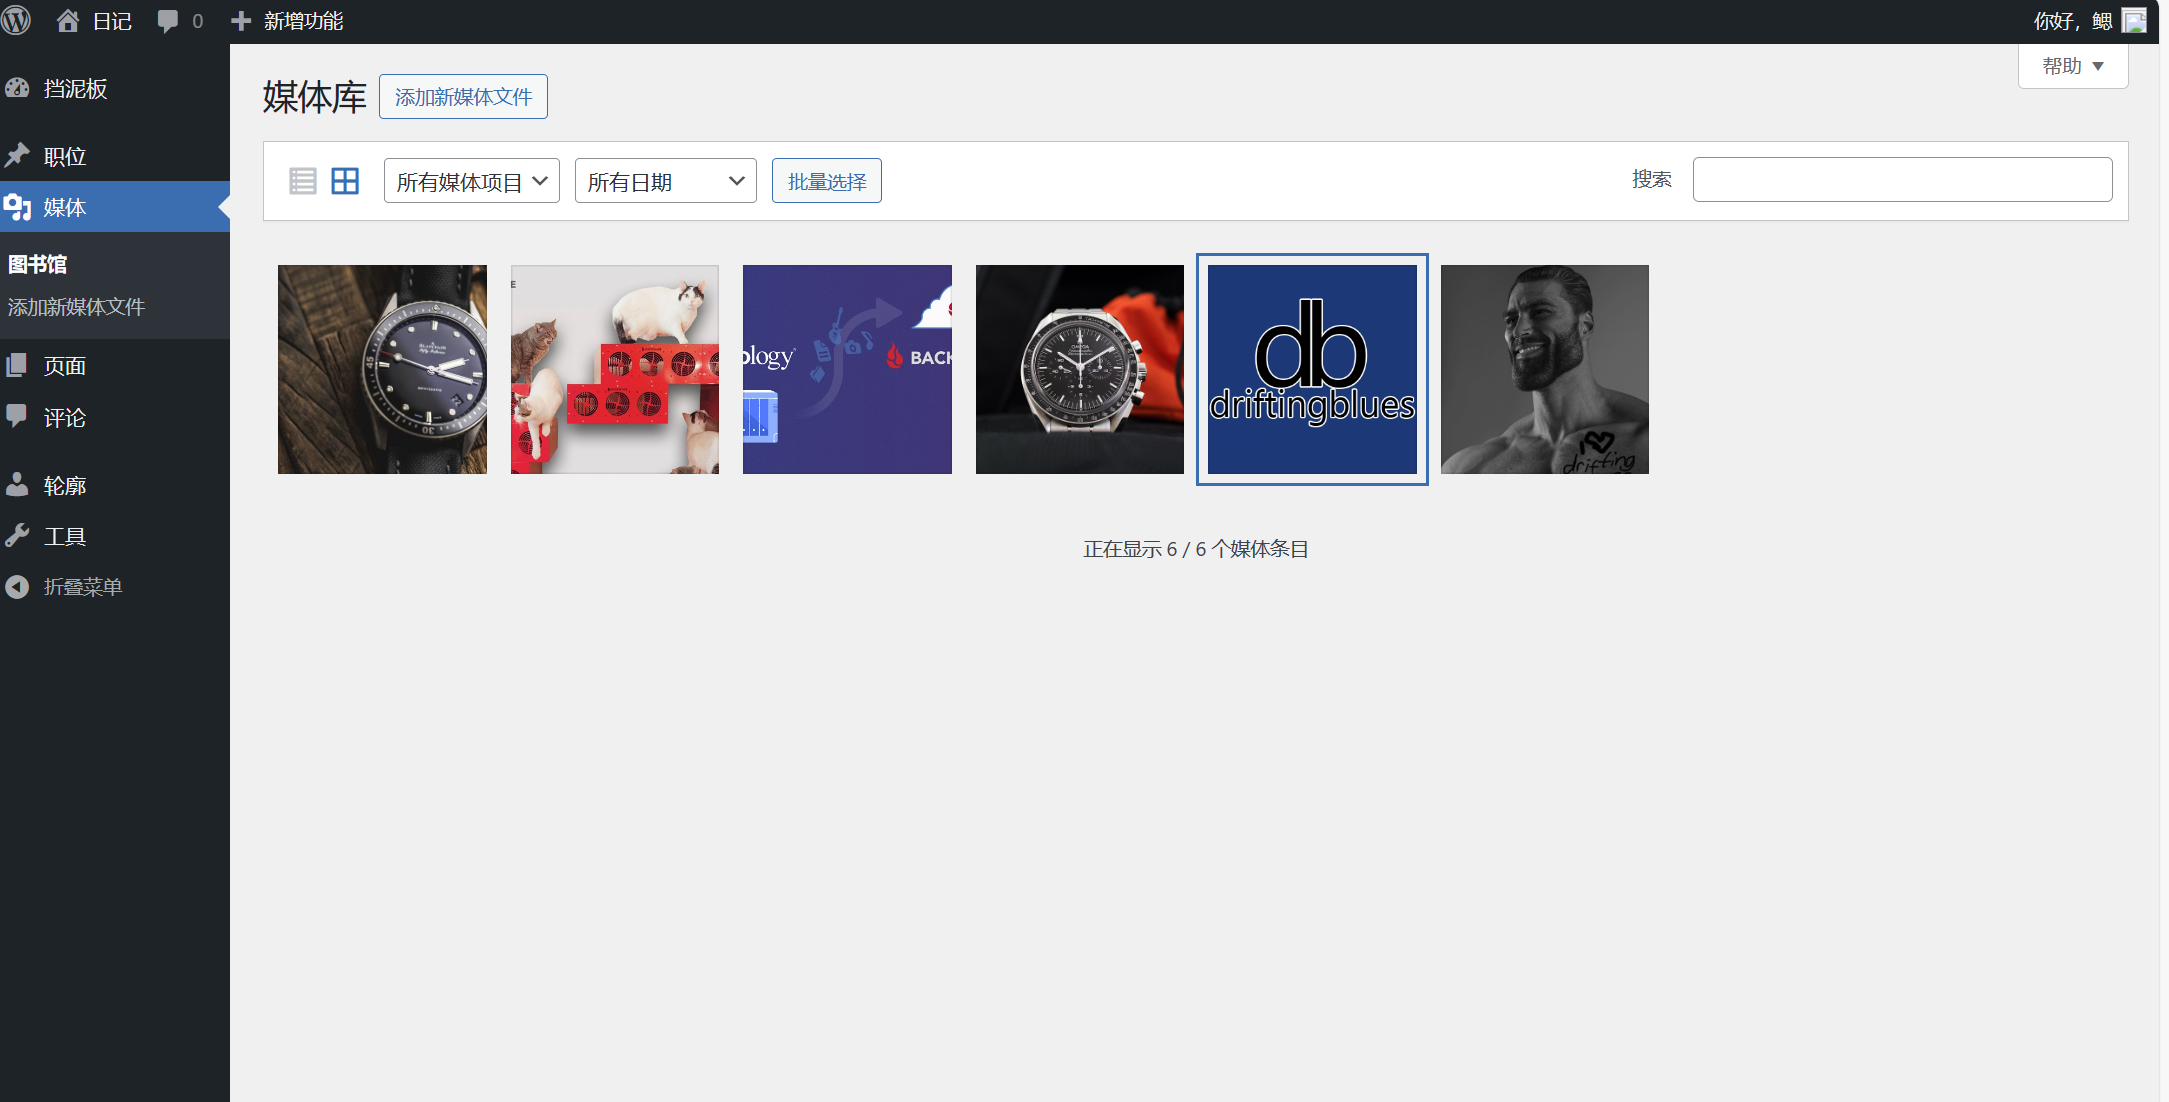 日记
0
新增功能
你好，鳃
挡泥板
职位
媒体
图书馆
添加新媒体文件
页面
评论
轮廓
工具
折叠菜单
帮助
媒体库
添加新媒体文件
所有媒体项目
所有日期
批量选择
搜索
E
ology
BACK
OMEGA
db
driftingblues
I
drifting
正在显示 6 / 6 个媒体条目